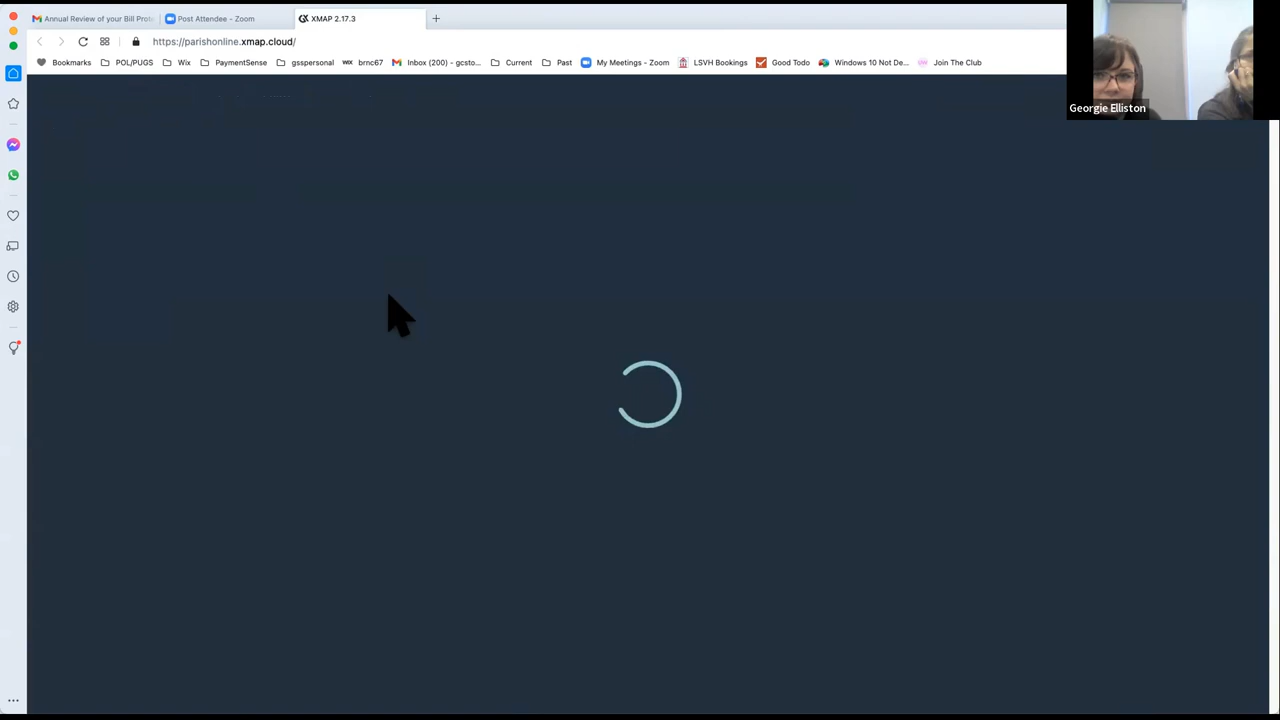 Annual Review of your Bill Prote
Post Attendee - Zoom
XMAP 2.17.3
https://parishonline.xmap.cloud/
Bookmarks
POL/PUGS
Wix
PaymentSense
gsspersonal
WIX
brnc67
Inbox (200) - gcsto...
Current
Past
My Meetings - Zoom
LSVH Bookings
Good Todo
Windows 10 Not De...
Join The Club
Georgie Elliston